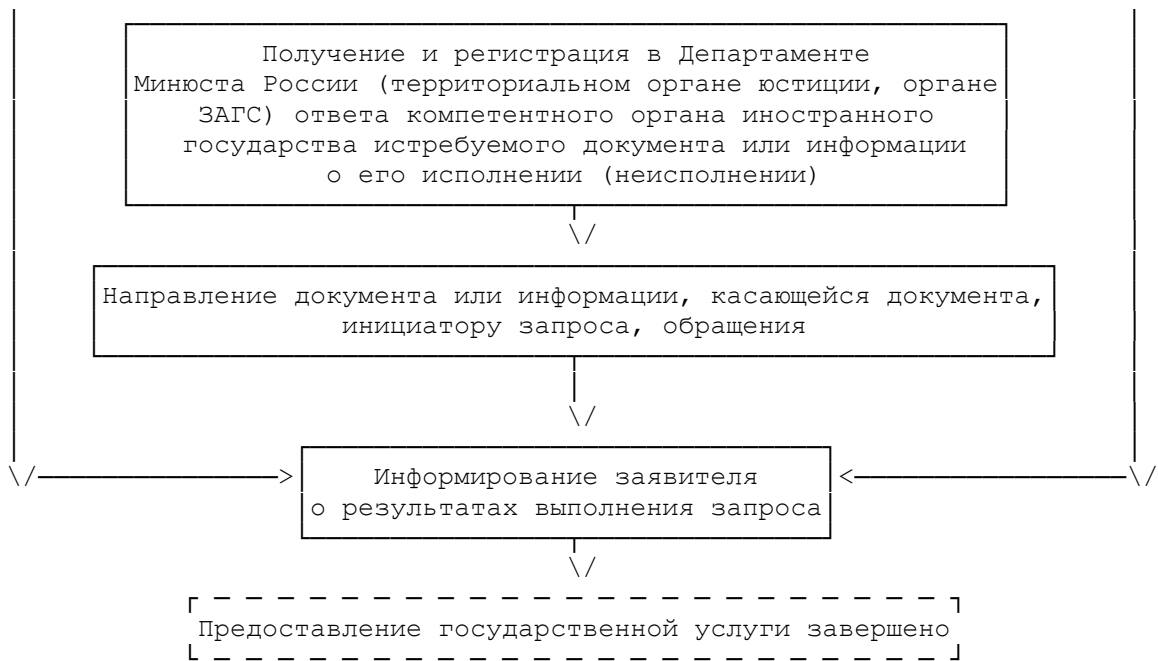 Получение и регистрация в Департаменте
Минюста России (территориальном органе юстиции, органе
ЗАГС) ответа компетентного органа иностранного
государства истребуемого документа или информации
о его исполнении (неисполнении)
Направление документа или информации, касающейся документа,
инициатору запроса, обращения
Информирование заявителя
о результатах выполнения запроса
Предоставление государственной услуги завершено